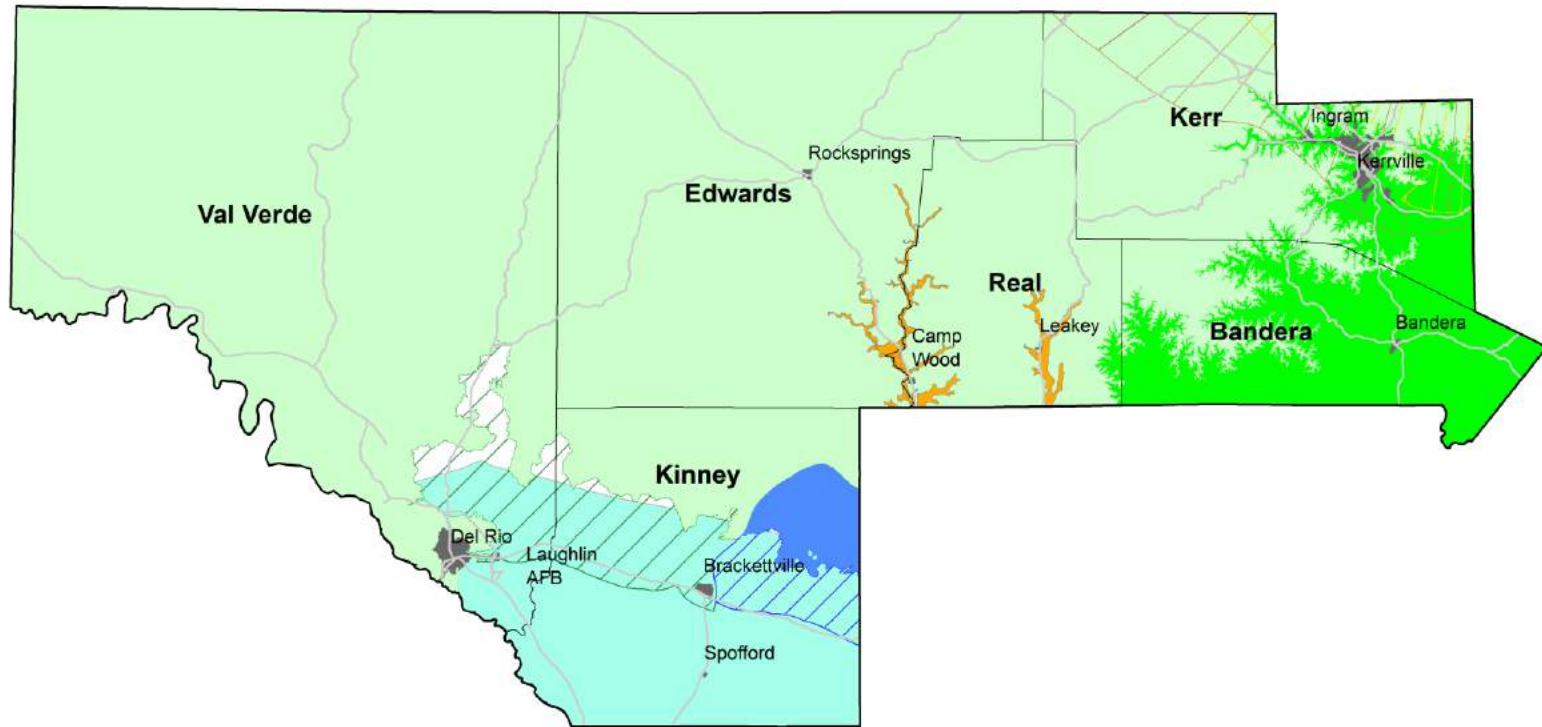 Kerr
Ingram
Kerrville
Rocksprings
Edwards
Val Verde
Real
Camp
Wood
Leakey
Bandera
Bandera
Kinney
Del Rio
Laughlin
AFB
Brackettville
Spofford